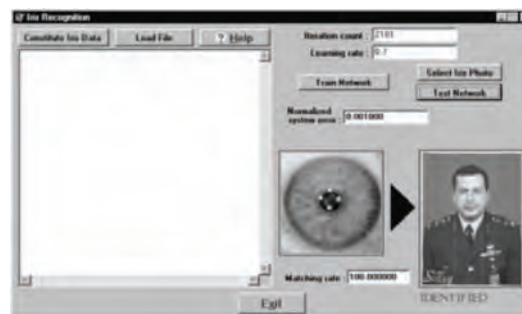 Iris Recognition
Constitute Iris Data
Load File
? Help
Iteration count :
Learning rate : 0.7
Train Network
Select Iris Photo
Test Network
Normalized
system error : 0.001000
Matching rate : 100.000000
IDENTIFIED
Exit